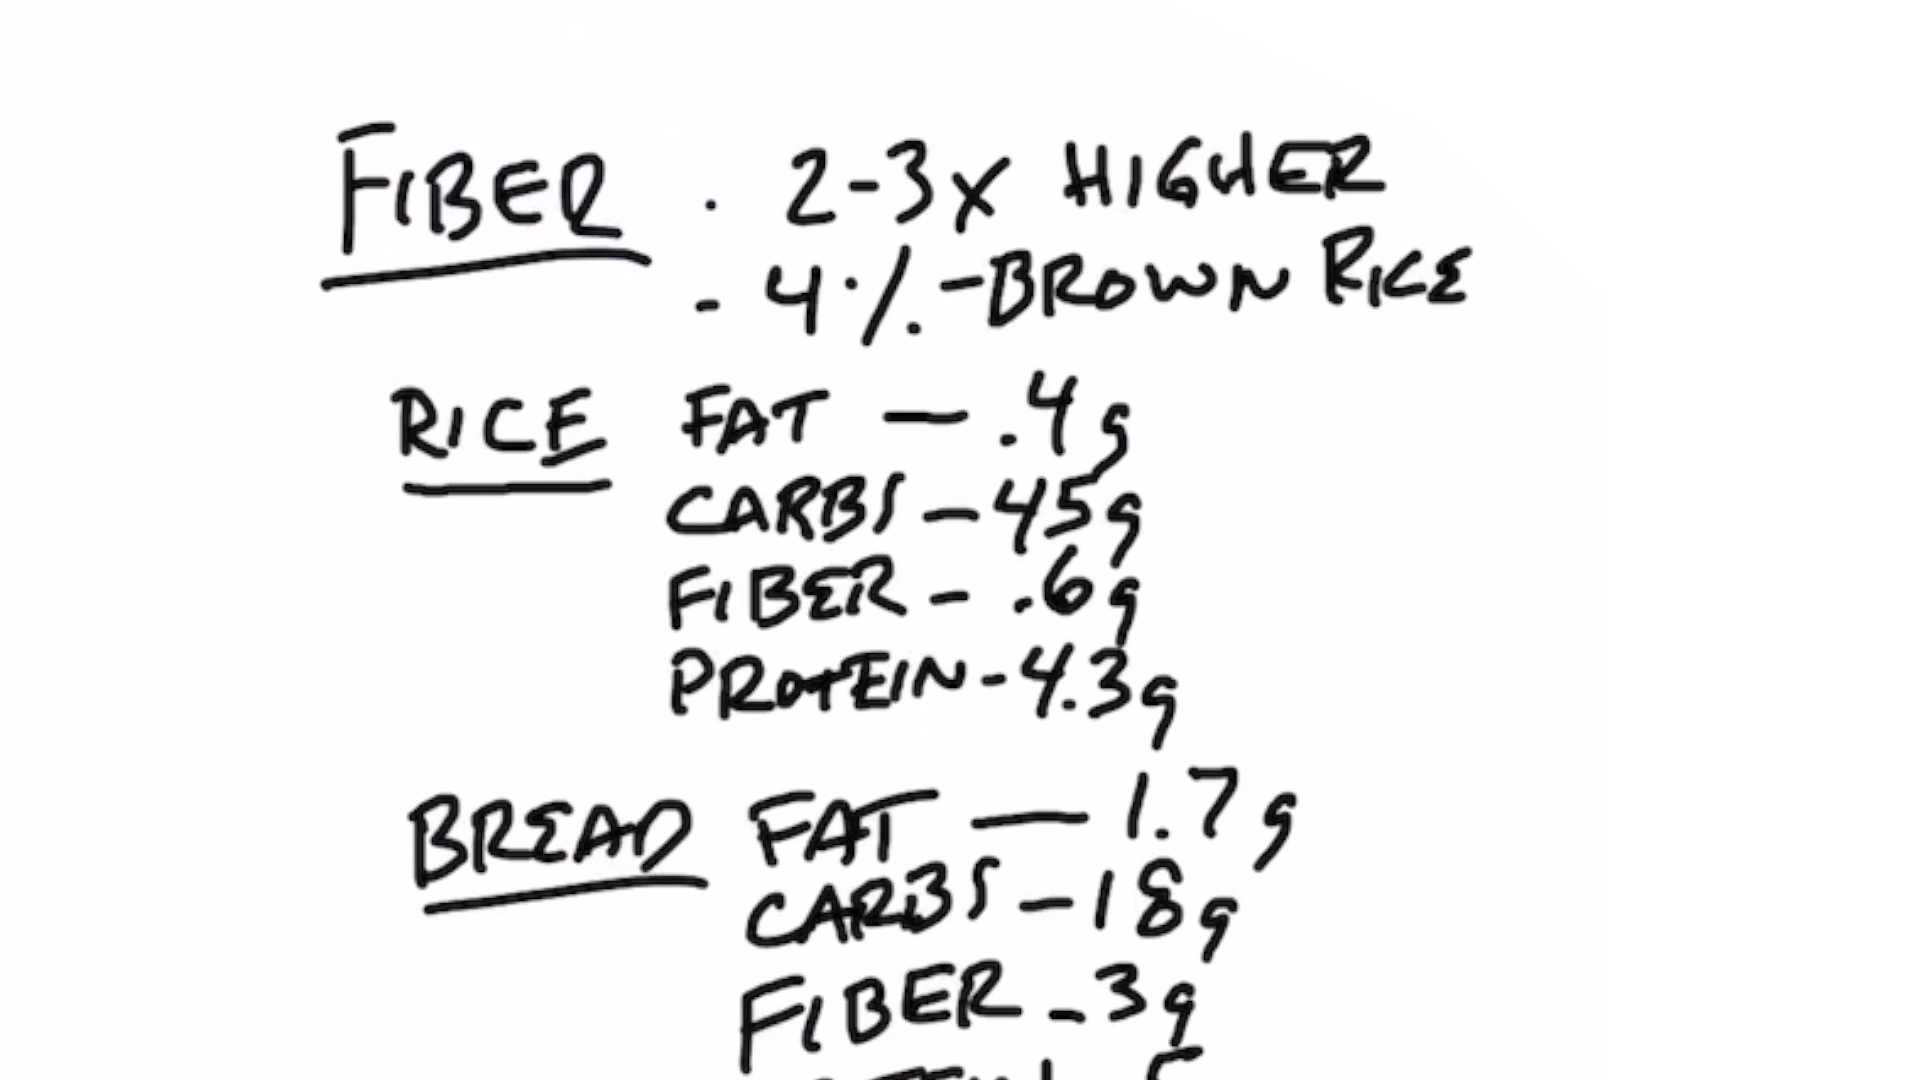 FIBER . 2-3x HIGHER
- 4% - BROWN RICE
RICE FAT — .4g
CARBS - 45g
FIBER - .6g
PROTEIN - 4.3g
BREAD FAT — 1.7g
CARBS - 18g
FIBER - 3g